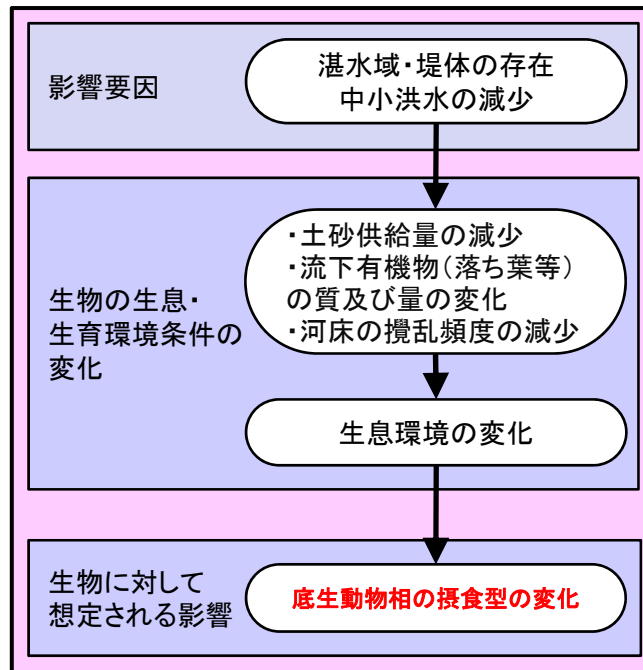 影響要因
湛水域・堤体の存在
中小洪水の減少
生物の生息・
生育環境条件の
変化
・土砂供給量の減少
・流下有機物(落ち葉等)
の質及び量の変化
・河床の攪乱頻度の減少
生息環境の変化
生物に対して
想定される影響
底生動物相の摂食型の変化